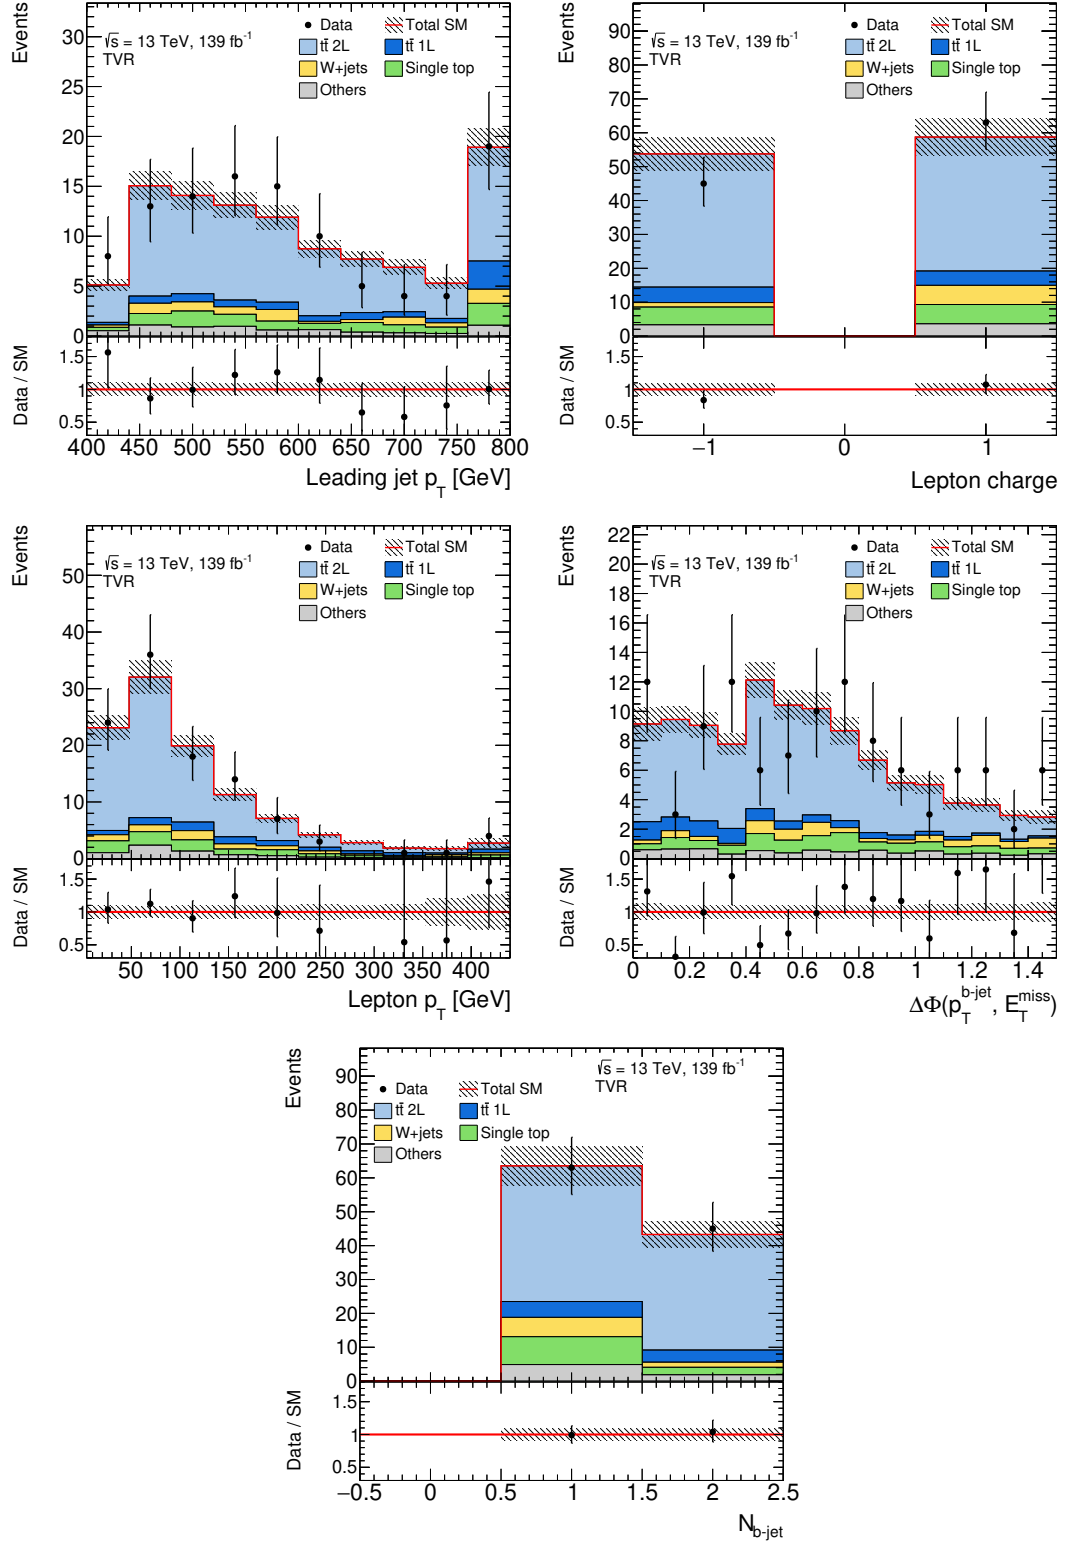 Events
30
25
20
15
10
5
0
√s = 13 TeV, 139 fb⁻¹
TVR
Data
Total SM
tt̄ 2L
tt̄ 1L
W+jets
Single top
Others
Data / SM
1.5
1
0.5
400 450 500 550 600 650 700 750 800
Leading jet p_T [GeV]
Events
90
80
70
60
50
40
30
20
10
0
√s = 13 TeV, 139 fb⁻¹
TVR
Data
Total SM
tt̄ 2L
tt̄ 1L
W+jets
Single top
Others
Data / SM
1.5
1
0.5
−1 0 1
Lepton charge
Events
50
40
30
20
10
0
√s = 13 TeV, 139 fb⁻¹
TVR
Data
Total SM
tt̄ 2L
tt̄ 1L
W+jets
Single top
Others
Data / SM
1.5
1
0.5
50 100 150 200 250 300 350 400
Lepton p_T [GeV]
Events
22
20
18
16
14
12
10
8
6
4
2
0
√s = 13 TeV, 139 fb⁻¹
TVR
Data
Total SM
tt̄ 2L
tt̄ 1L
W+jets
Single top
Others
Data / SM
1.5
1
0.5
0 0.2 0.4 0.6 0.8 1 1.2 1.4
ΔΦ(p_T^b-jet, E_T^miss)
Events
90
80
70
60
50
40
30
20
10
0
√s = 13 TeV, 139 fb⁻¹
TVR
Data
Total SM
tt̄ 2L
tt̄ 1L
W+jets
Single top
Others
Data / SM
1.5
1
0.5
−0.5 0 0.5 1 1.5 2 2.5
N_b-jet